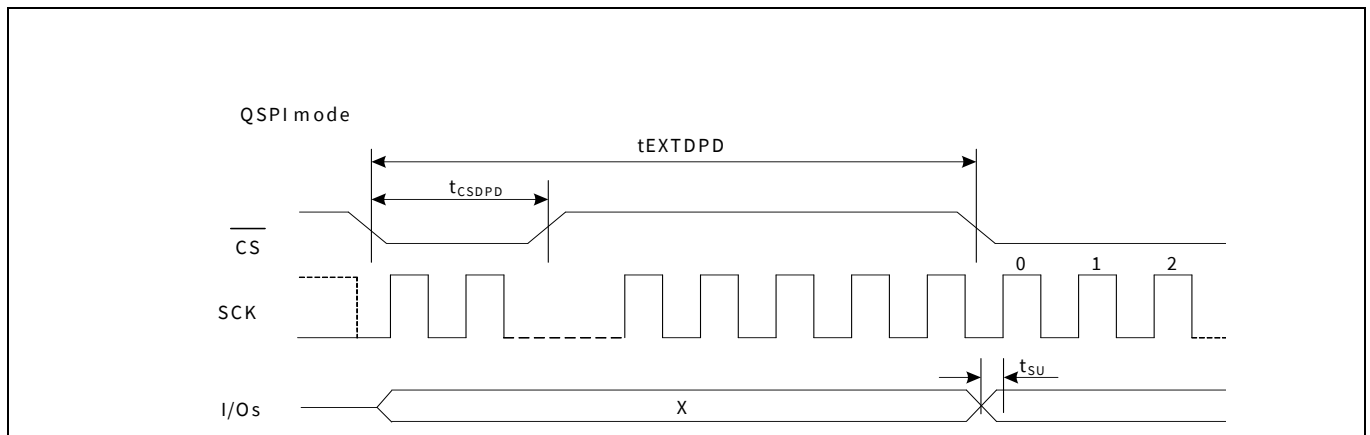 QSPI mode
tEXTDPD
tCSDPD
CS
0 1 2
SCK
tSU
X
I/Os